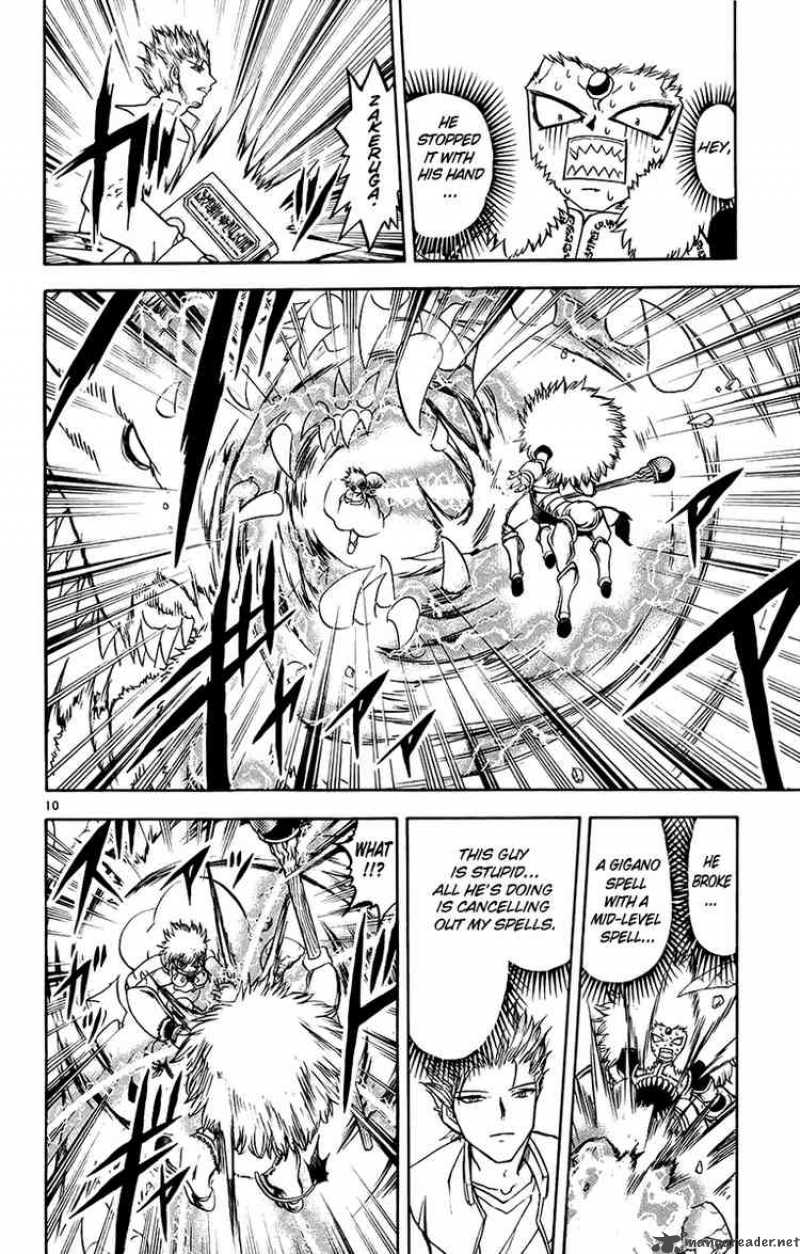 HEY,
HE
STOPPED
IT WITH
HIS HAND
...
ZAKERUGA.
10
HE
BROKE
...
A GIGANO
SPELL
WITH A
MID-LEVEL
SPELL...
THIS GUY
IS STUPID...
ALL HE'S DOING
IS CANCELLING
OUT MY SPELLS.
WHAT
!!?
mangareader.net